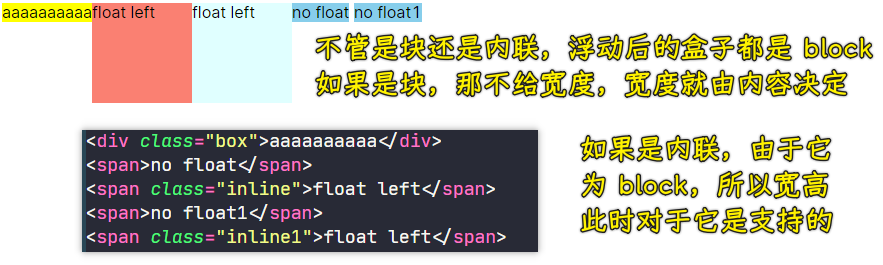 aaaaaaaaaafloat left float left no float no float1
不管是块还是内联，浮动后的盒子都是 block
如果是块，那不给宽度，宽度就由内容决定
<div class="box">aaaaaaaaaa</div>
<span>no float</span>
<span class="inline">float left</span>
<span>no float1</span>
<span class="inline1">float left</span>
如果是内联，由于它
为 block，所以宽高
此时对于它是支持的